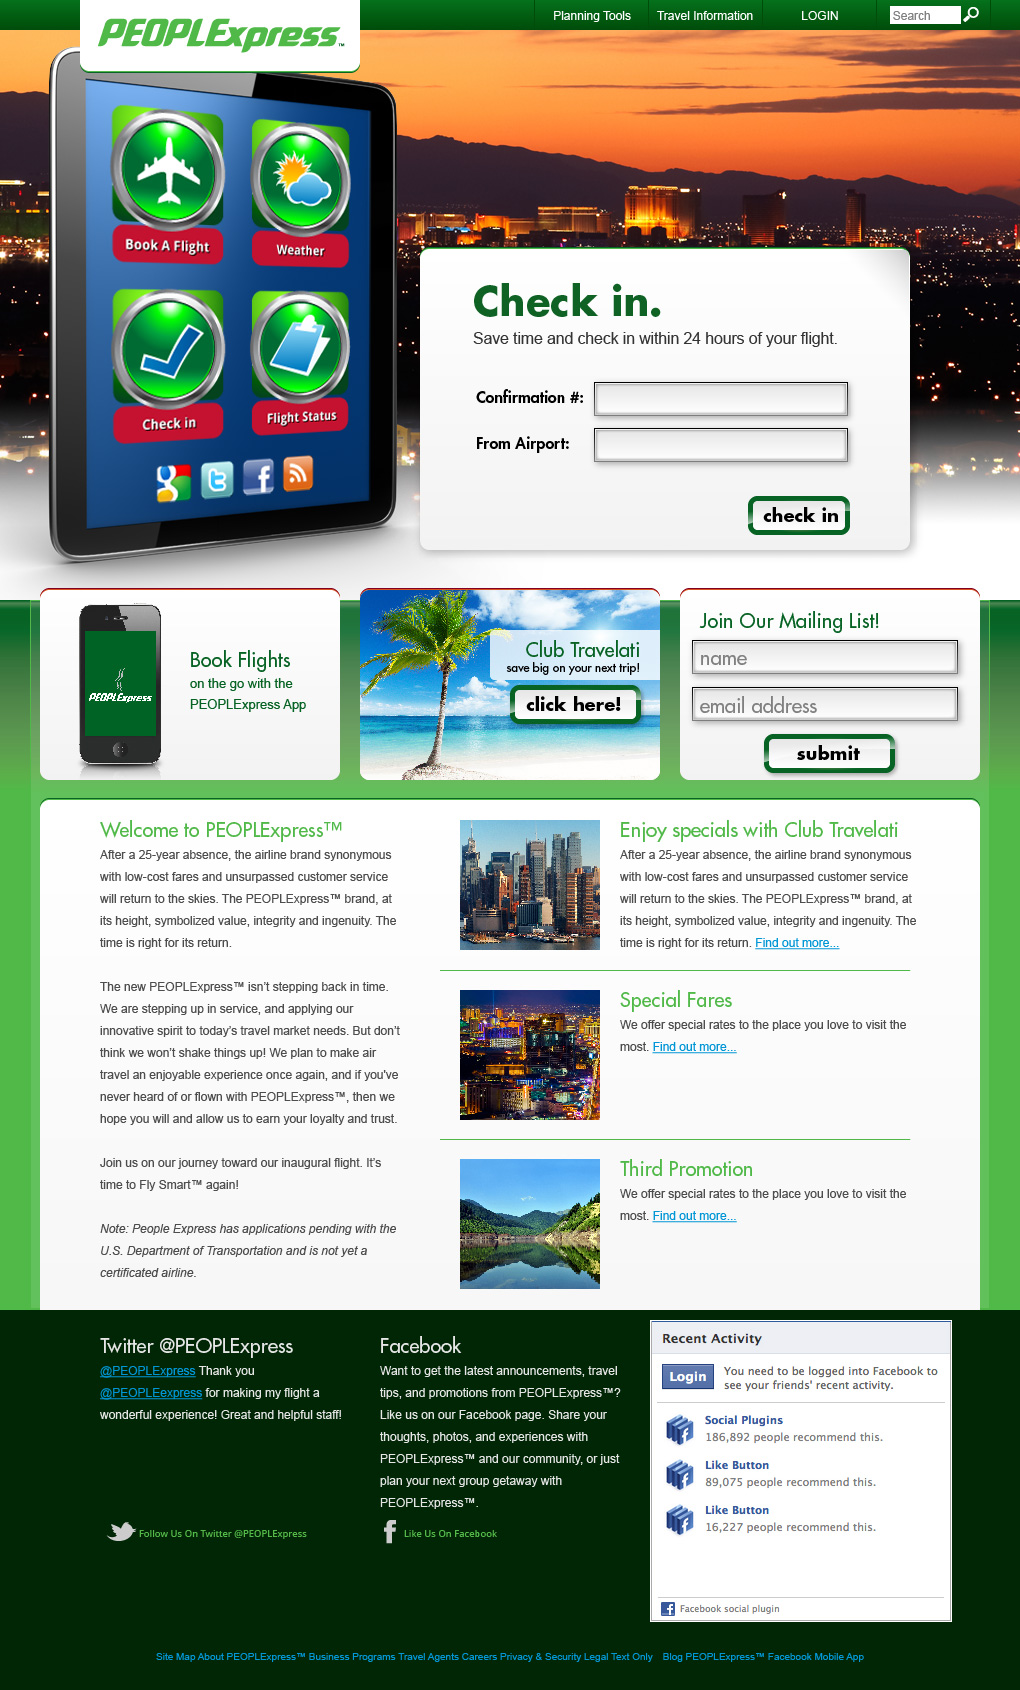 PEOPLExpress™
Planning Tools
Travel Information
LOGIN
Search
Book A Flight
Weather
Check in
Flight Status
Check in.
Save time and check in within 24 hours of your flight.
Confirmation #:
From Airport:
check in
PEOPLExpress
Book Flights
on the go with the
PEOPLExpress App
Club Travelati
save big on your next trip!
click here!
Join Our Mailing List!
name
email address
submit
Welcome to PEOPLExpress™
After a 25-year absence, the airline brand synonymous
with low-cost fares and unsurpassed customer service
will return to the skies. The PEOPLExpress™ brand, at
its height, symbolized value, integrity and ingenuity. The
time is right for its return.
The new PEOPLExpress™ isn't stepping back in time.
We are stepping up in service, and applying our
innovative spirit to today's travel market needs. But don't
think we won't shake things up! We plan to make air
travel an enjoyable experience once again, and if you've
never heard of or flown with PEOPLExpress™, then we
hope you will and allow us to earn your loyalty and trust.
Join us on our journey toward our inaugural flight. It's
time to Fly Smart™ again!
Note: People Express has applications pending with the
U.S. Department of Transportation and is not yet a
certificated airline.
Enjoy specials with Club Travelati
After a 25-year absence, the airline brand synonymous
with low-cost fares and unsurpassed customer service
will return to the skies. The PEOPLExpress™ brand, at
its height, symbolized value, integrity and ingenuity. The
time is right for its return. Find out more...
Special Fares
We offer special rates to the place you love to visit the
most. Find out more...
Third Promotion
We offer special rates to the place you love to visit the
most. Find out more...
Twitter @PEOPLExpress
@PEOPLExpress Thank you
@PEOPLEexpress for making my flight a
wonderful experience! Great and helpful staff!
Follow Us On Twitter @PEOPLExpress
Facebook
Want to get the latest announcements, travel
tips, and promotions from PEOPLExpress™?
Like us on our Facebook page. Share your
thoughts, photos, and experiences with
PEOPLExpress™ and our community, or just
plan your next group getaway with
PEOPLExpress™.
Like Us On Facebook
Recent Activity
Login
You need to be logged into Facebook to
see your friends' recent activity.
Social Plugins
186,892 people recommend this.
Like Button
89,075 people recommend this.
Like Button
16,227 people recommend this.
Facebook social plugin
Site Map About PEOPLExpress™ Business Programs Travel Agents Careers Privacy & Security Legal Text Only Blog PEOPLExpress™ Facebook Mobile App